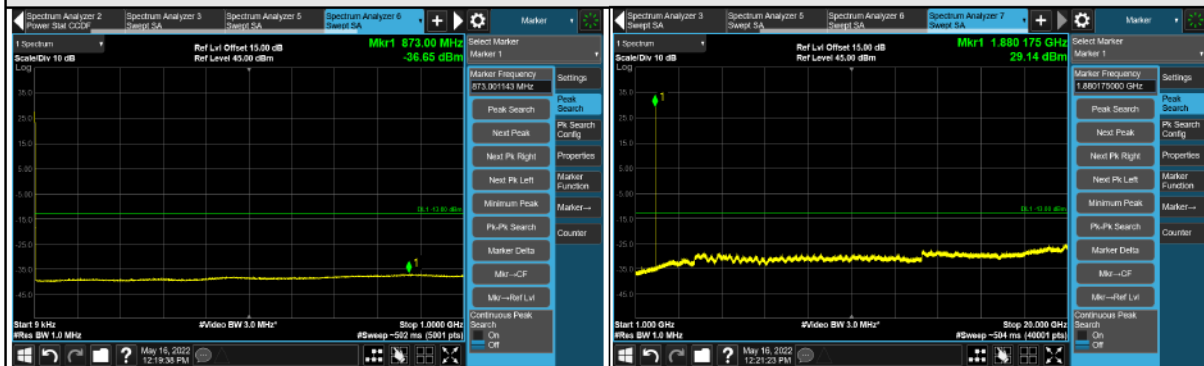 Spectrum Analyzer 2
Power Stat CCDF
Spectrum Analyzer 3
Swept SA
Spectrum Analyzer 5
Swept SA
Spectrum Analyzer 6
Swept SA
Marker
1 Spectrum
Scale/Div 10 dB
Log
Ref Lvl Offset 15.00 dB
Ref Level 45.00 dBm
Mkr1 873.00 MHz
-36.65 dBm
35.0
25.0
15.0
5.00
-5.00
-15.0
-25.0
-35.0
-45.0
DL1 -13.00 dBm
1
Start 9 kHz
#Res BW 1.0 MHz
#Video BW 3.0 MHz*
Stop 1.0000 GHz
#Sweep ~502 ms (5001 pts)
Select Marker
Marker 1
Marker Frequency
873.001143 MHz
Peak Search
Next Peak
Next Pk Right
Next Pk Left
Minimum Peak
Pk-Pk Search
Marker Delta
Mkr→CF
Mkr→Ref Lvl
Continuous Peak
Search
On
Off
Settings
Peak
Search
Pk Search
Config
Properties
Marker
Function
Marker→
Counter
May 16, 2022
12:19:38 PM
Spectrum Analyzer 3
Swept SA
Spectrum Analyzer 5
Swept SA
Spectrum Analyzer 6
Swept SA
Spectrum Analyzer 7
Swept SA
Marker
1 Spectrum
Scale/Div 10 dB
Log
Ref Lvl Offset 15.00 dB
Ref Level 45.00 dBm
Mkr1 1.880 175 GHz
29.14 dBm
35.0
25.0
15.0
5.00
-5.00
-15.0
-25.0
-35.0
-45.0
DL1 -13.00 dBm
1
Start 1.000 GHz
#Res BW 1.0 MHz
#Video BW 3.0 MHz*
Stop 20.000 GHz
#Sweep ~504 ms (40001 pts)
Select Marker
Marker 1
Marker Frequency
1.880175000 GHz
Peak Search
Next Peak
Next Pk Right
Next Pk Left
Minimum Peak
Pk-Pk Search
Marker Delta
Mkr→CF
Mkr→Ref Lvl
Continuous Peak
Search
On
Off
Settings
Peak
Search
Pk Search
Config
Properties
Marker
Function
Marker→
Counter
May 16, 2022
12:21:23 PM